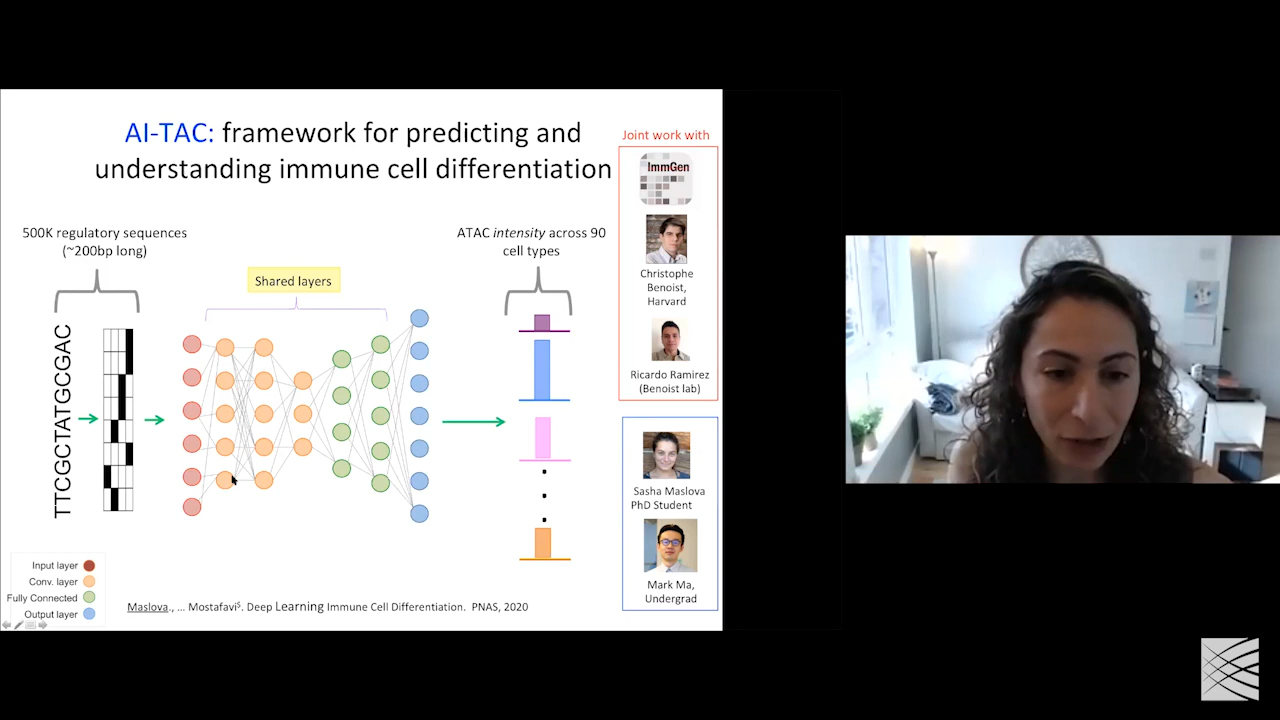 AI-TAC: framework for predicting and
understanding immune cell differentiation
Joint work with
ImmGen
Christophe
Benoist,
Harvard
Ricardo Ramirez
(Benoist lab)
Sasha Maslova
PhD Student
Mark Ma,
Undergrad
500K regulatory sequences
(~200bp long)
Shared layers
ATAC intensity across 90
cell types
TTCGCTATGCGAC
Input layer
Conv. layer
Fully Connected
Output layer
Maslova., ... Mostafavi$. Deep Learning Immune Cell Differentiation. PNAS, 2020